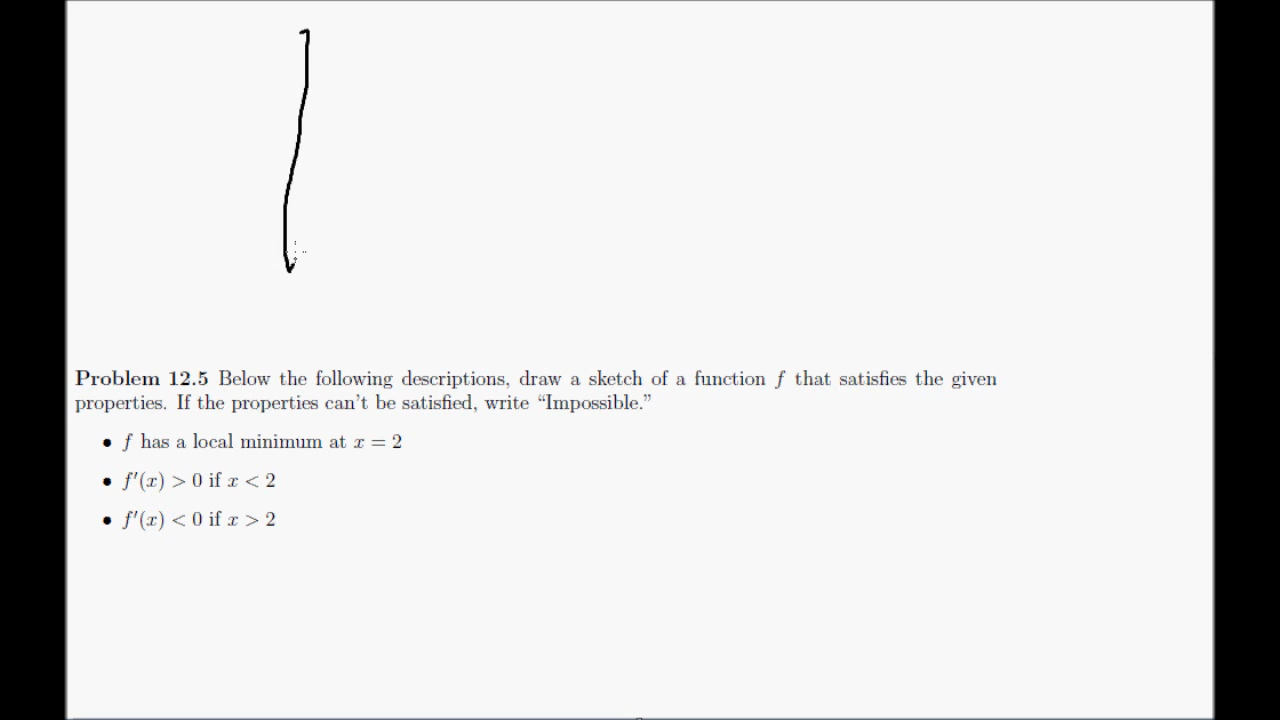 Problem 12.5 Below the following descriptions, draw a sketch of a function f that satisfies the given
properties. If the properties can't be satisfied, write “Impossible.”
• f has a local minimum at x = 2
• f′(x) > 0 if x < 2
• f′(x) < 0 if x > 2